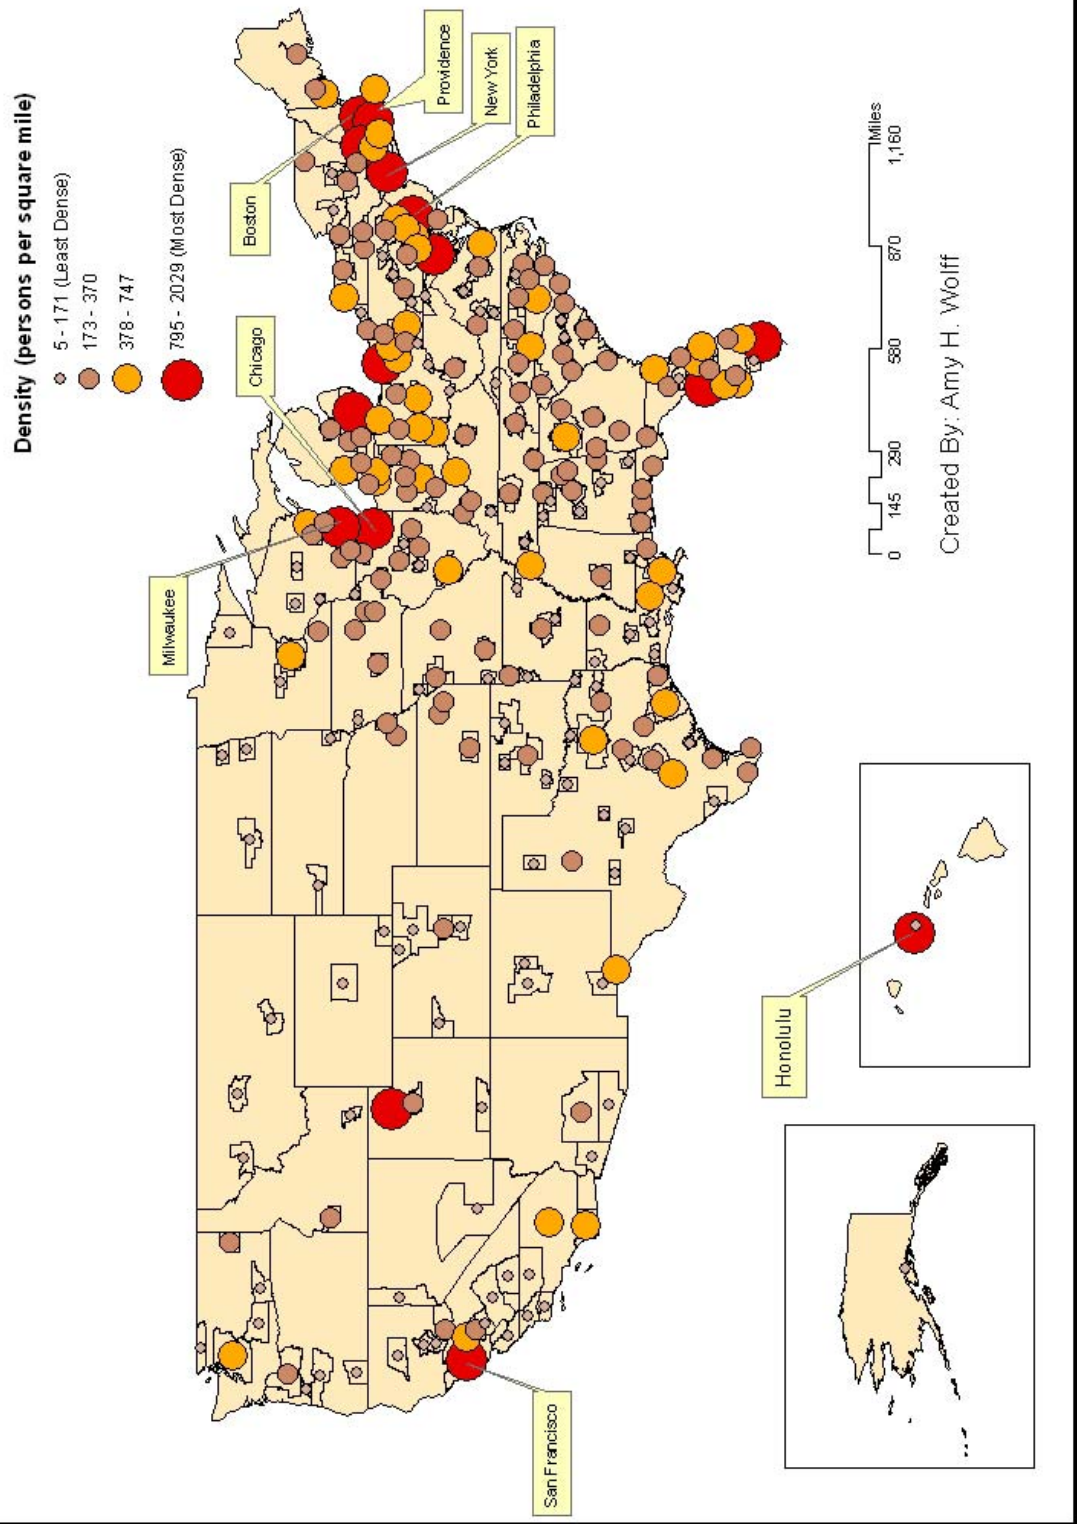 Density (persons per square mile)
5 - 171 (Least Dense)
173 - 370
378 - 747
795 - 2029 (Most Dense)
Milwaukee
Chicago
Boston
Providence
New York
Philadelphia
San Francisco
Honolulu
Miles
0 145 290 580 870 1,160
Created By: Amy H. Wolff